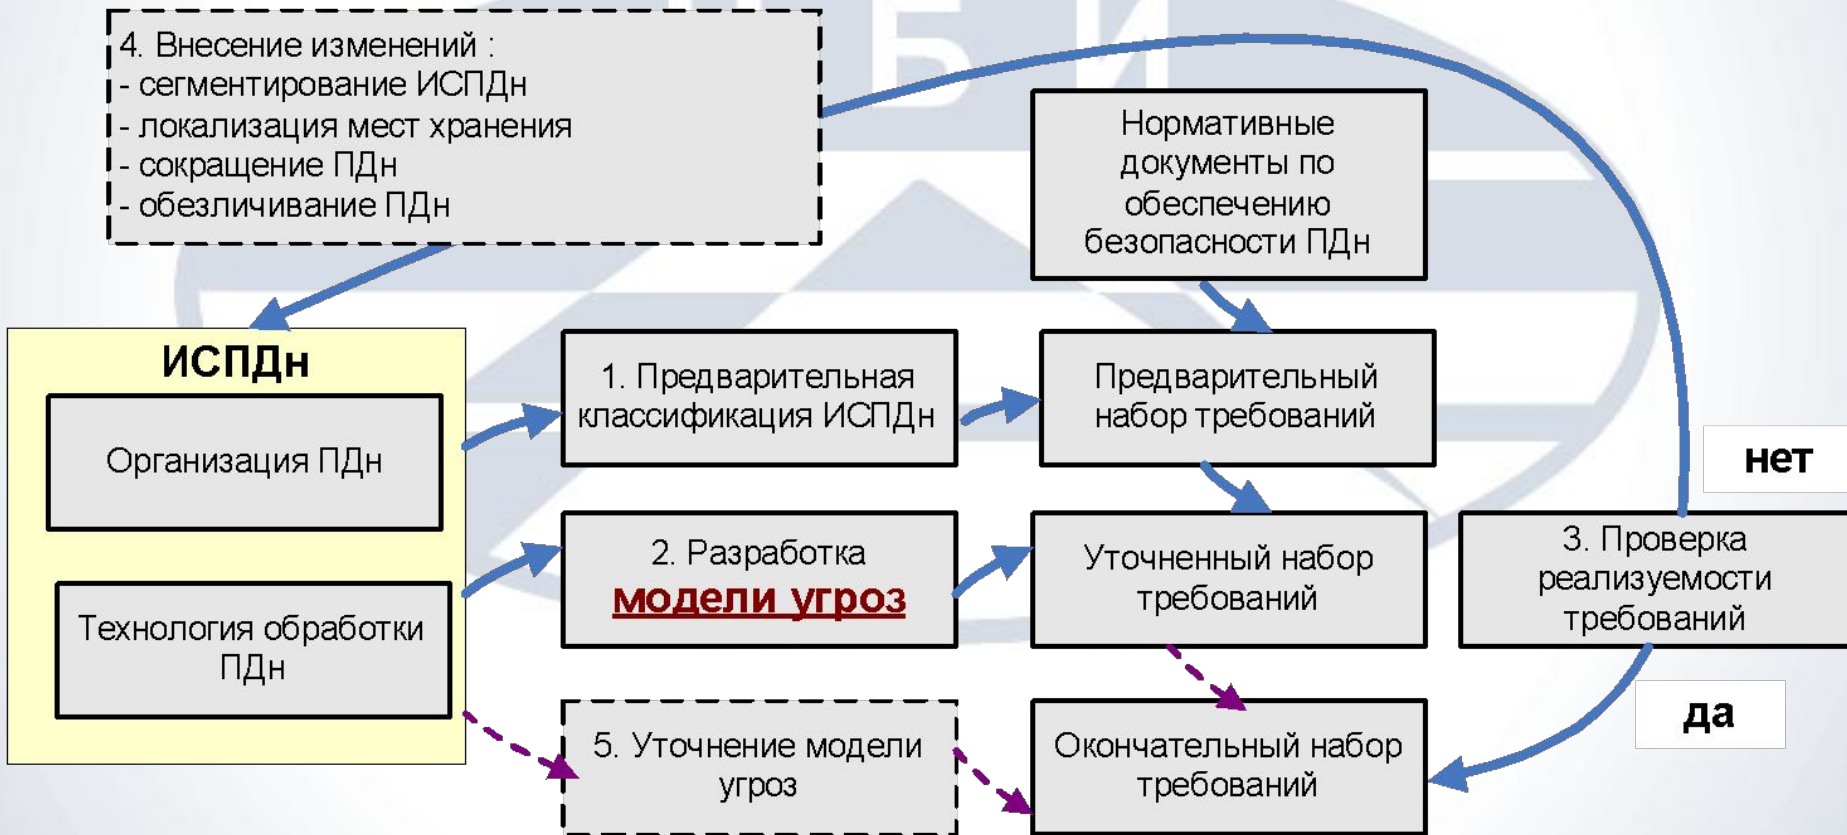 Б И
4. Внесение изменений :
- сегментирование ИСПДн
- локализация мест хранения
- сокращение ПДн
- обезличивание ПДн
Нормативные
документы по
обеспечению
безопасности ПДн
ИСПДн
Организация ПДн
Технология обработки
ПДн
1. Предварительная
классификация ИСПДн
Предварительный
набор требований
2. Разработка
модели угроз
Уточненный набор
требований
нет
3. Проверка
реализуемости
требований
да
5. Уточнение модели
угроз
Окончательный набор
требований